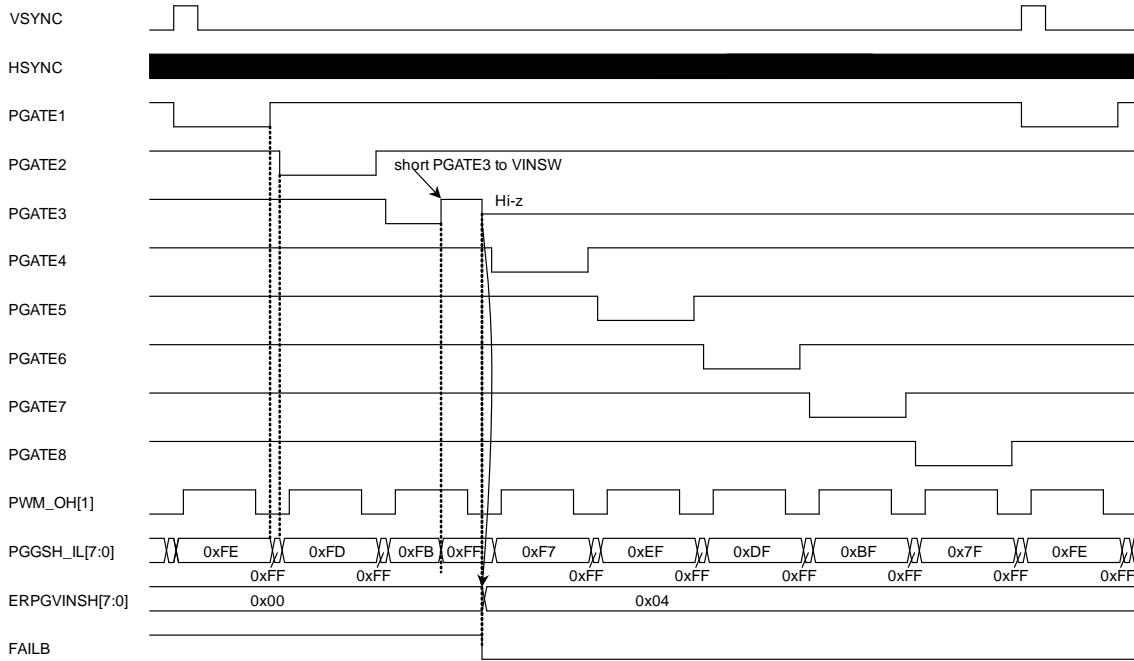 VSYNC
HSYNC
PGATE1
PGATE2
short PGATE3 to VINSW
PGATE3
Hi-z
PGATE4
PGATE5
PGATE6
PGATE7
PGATE8
PWM_OH[1]
PGGSH_IL[7:0] 0xFE 0xFD 0xFB 0xFF 0xF7 0xEF 0xDF 0xBF 0x7F 0xFE
0xFF 0xFF 0xFF 0xFF 0xFF 0xFF 0xFF 0xFF
ERPGVINSH[7:0] 0x00 0x04
FAILB